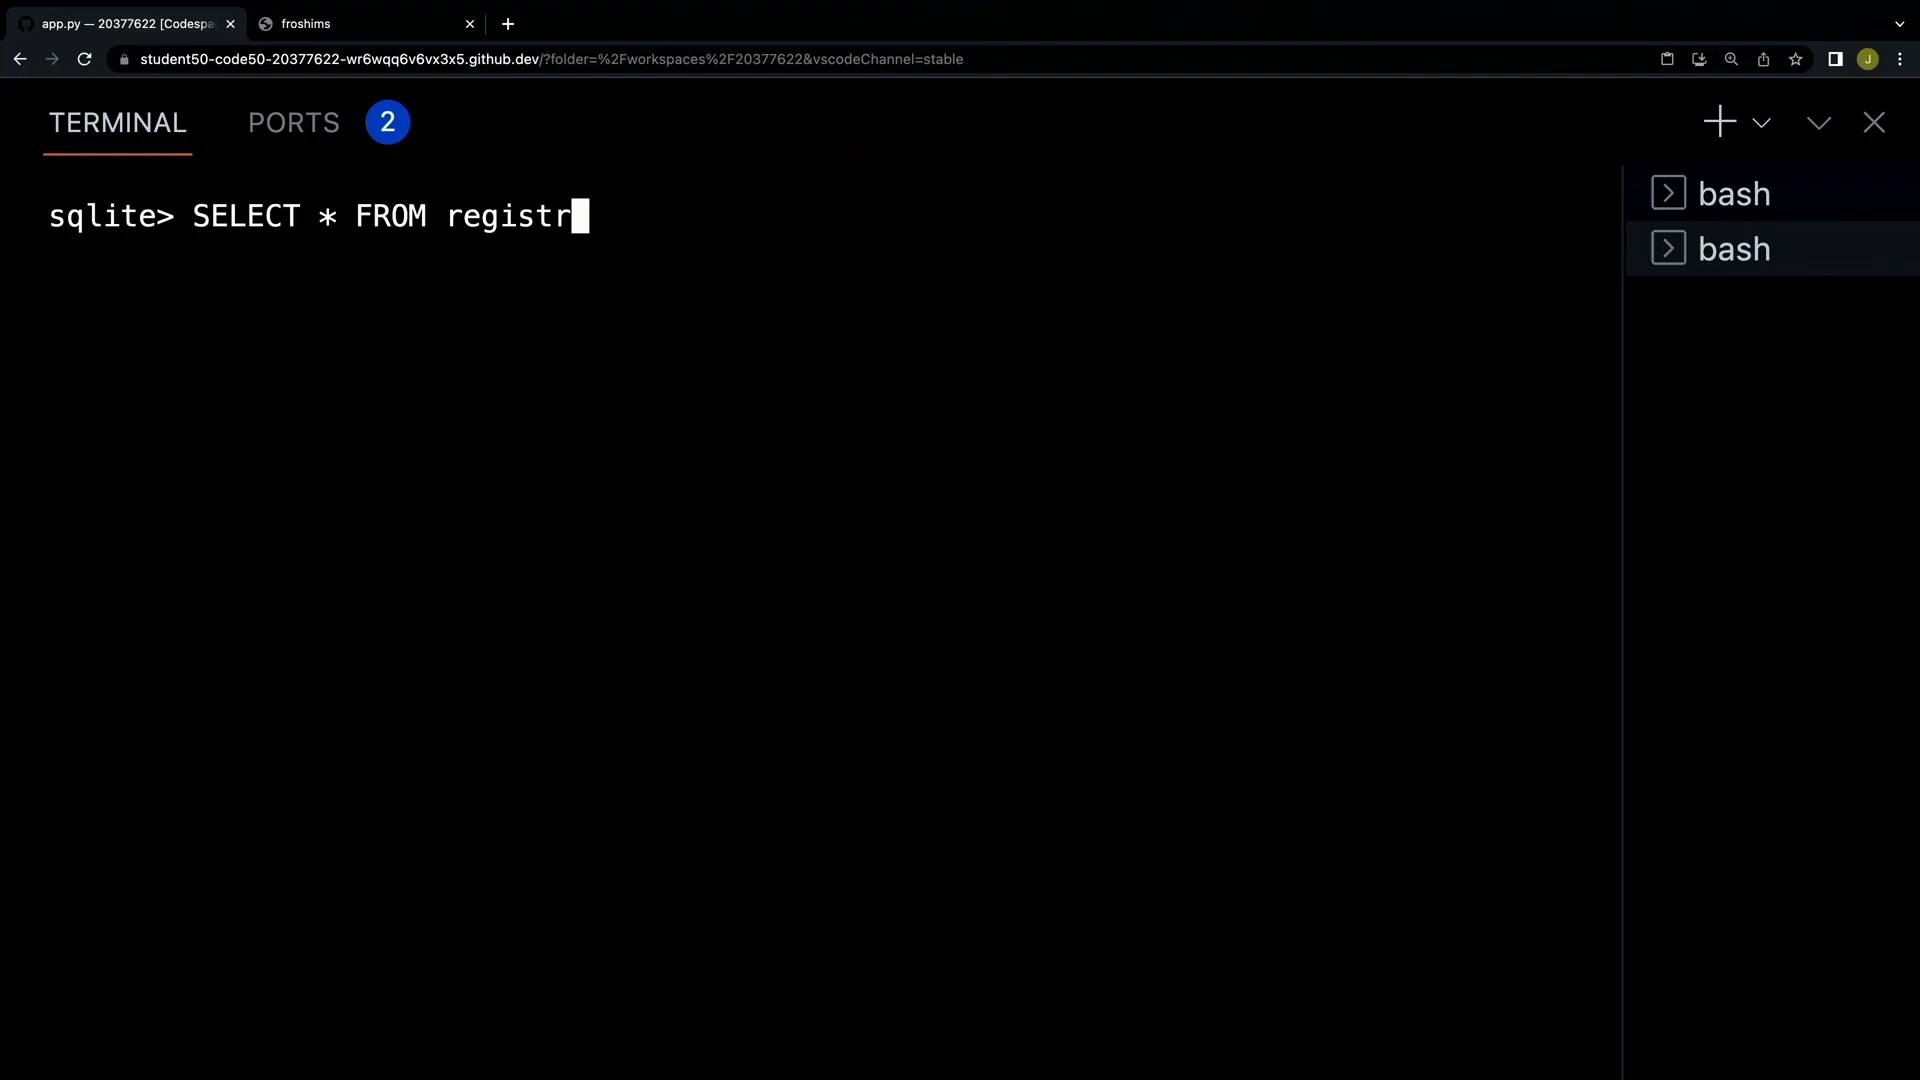 app.py — 20377622 [Codespa
froshims
student50-code50-20377622-wr6wqq6v6vx3x5.github.dev/?folder=%2Fworkspaces%2F20377622&vscodeChannel=stable
J
TERMINAL PORTS 2
sqlite> SELECT * FROM registr
bash
bash